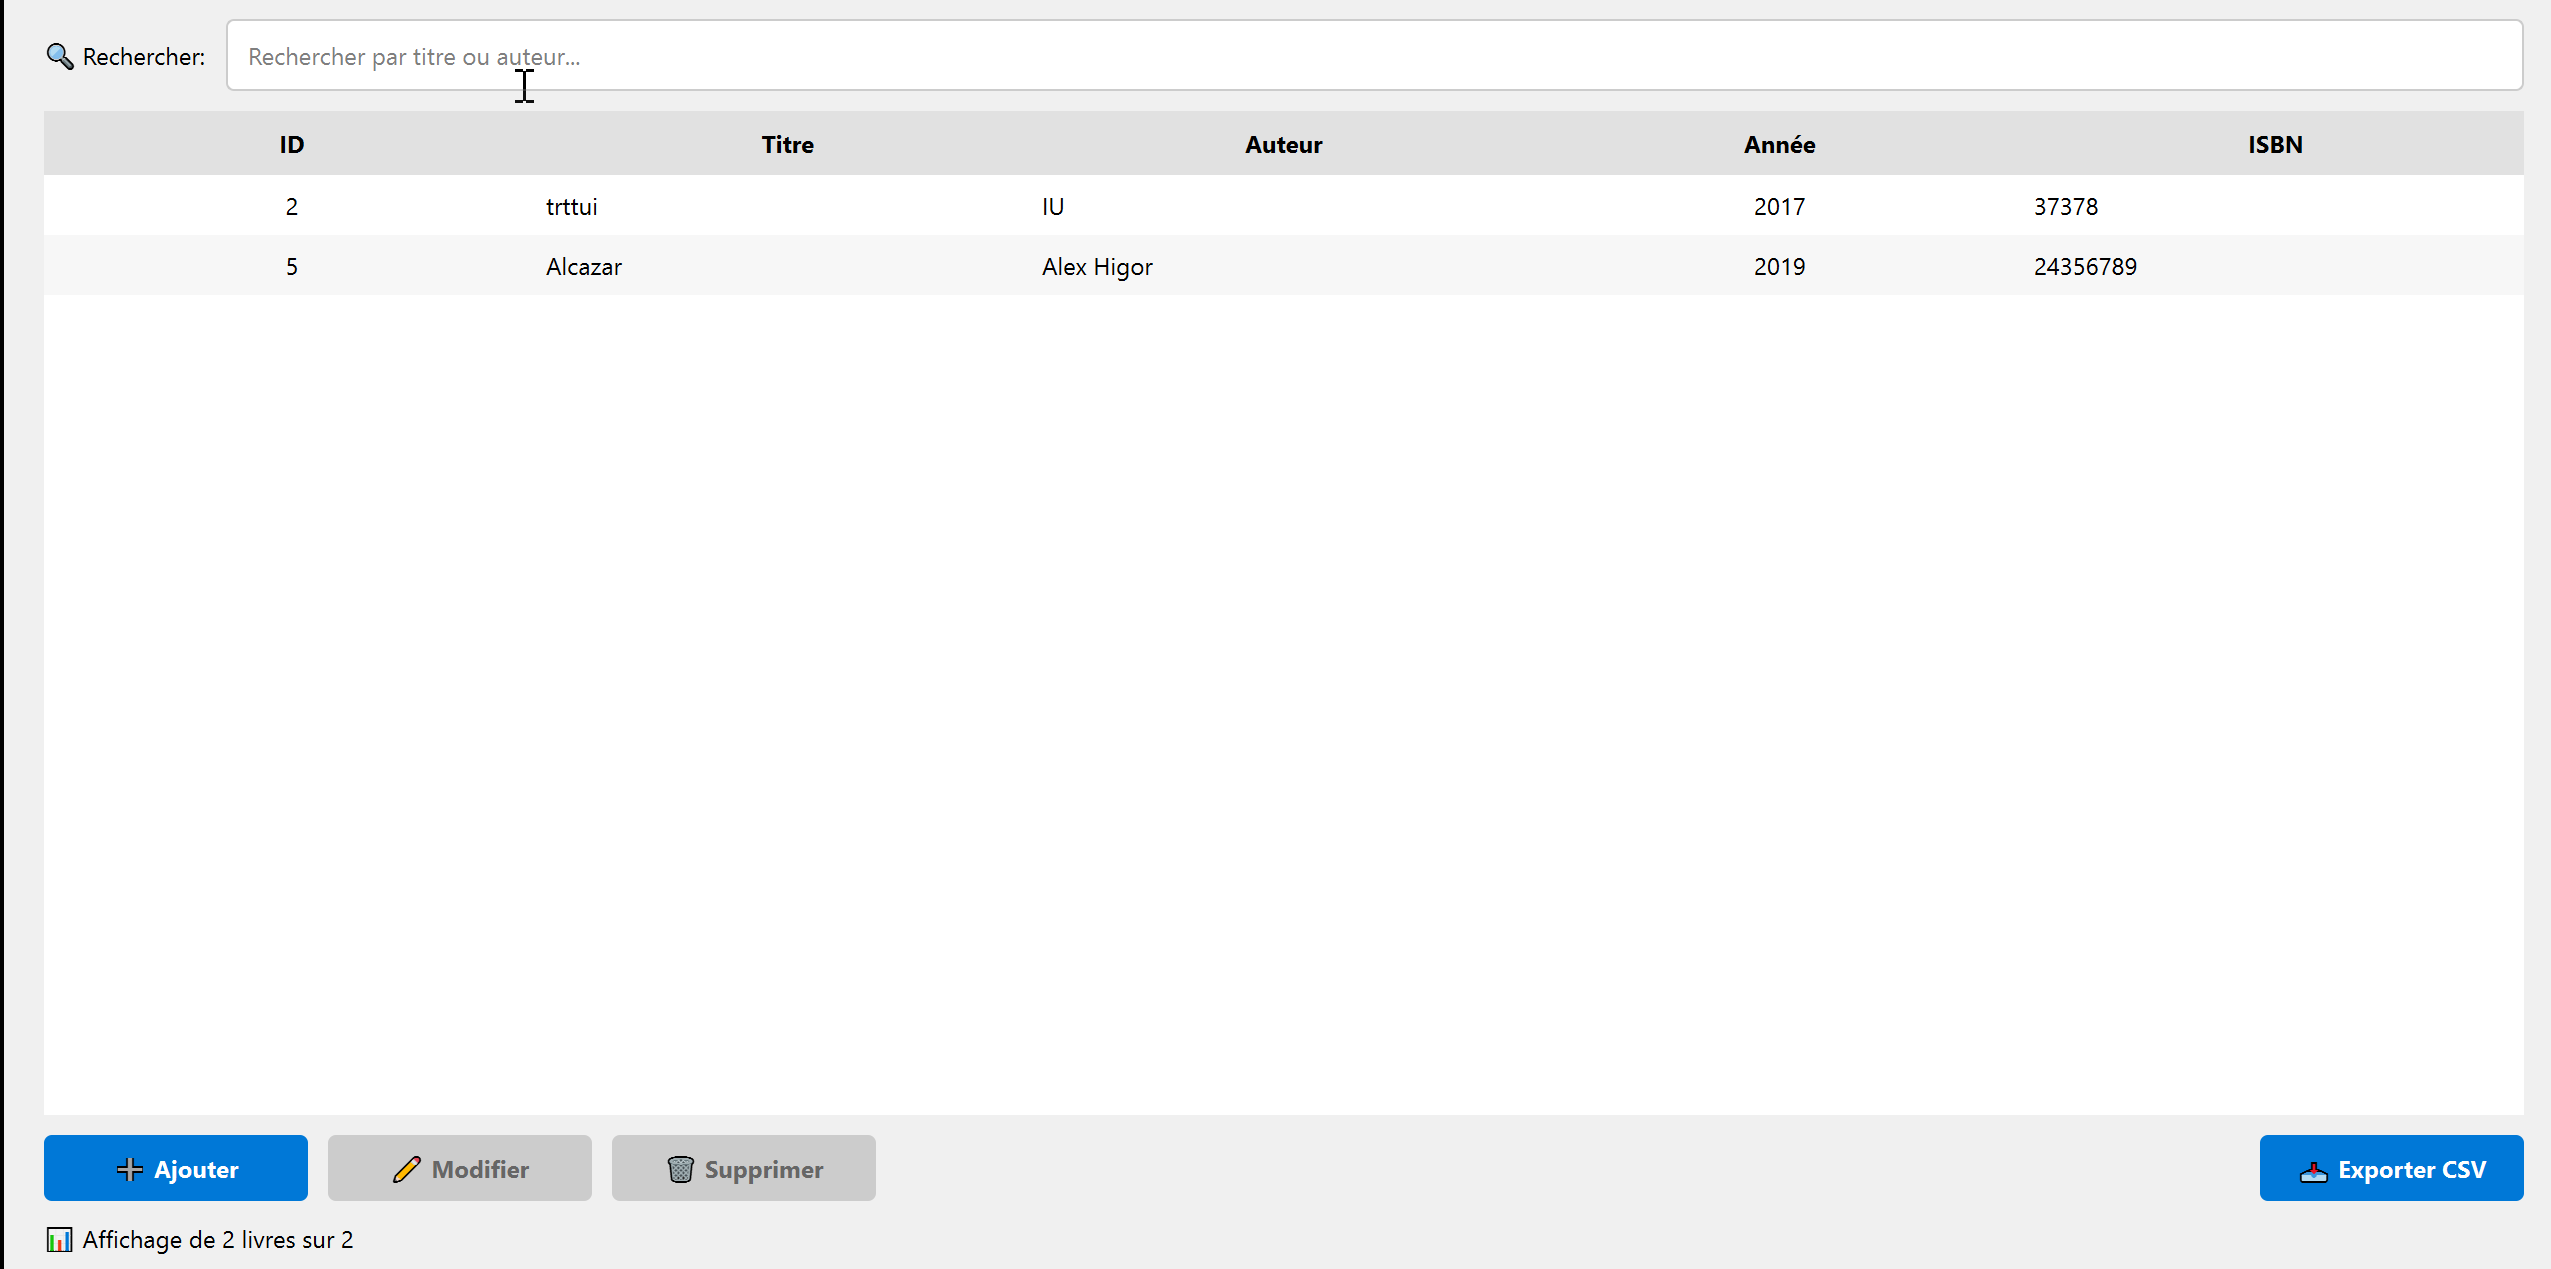 🔍 Rechercher: Rechercher par titre ou auteur...
ID Titre Auteur Année ISBN
2 trttui IU 2017 37378
5 Alcazar Alex Higor 2019 24356789
➕ Ajouter ✏️ Modifier 🗑️ Supprimer 📥 Exporter CSV
📊 Affichage de 2 livres sur 2